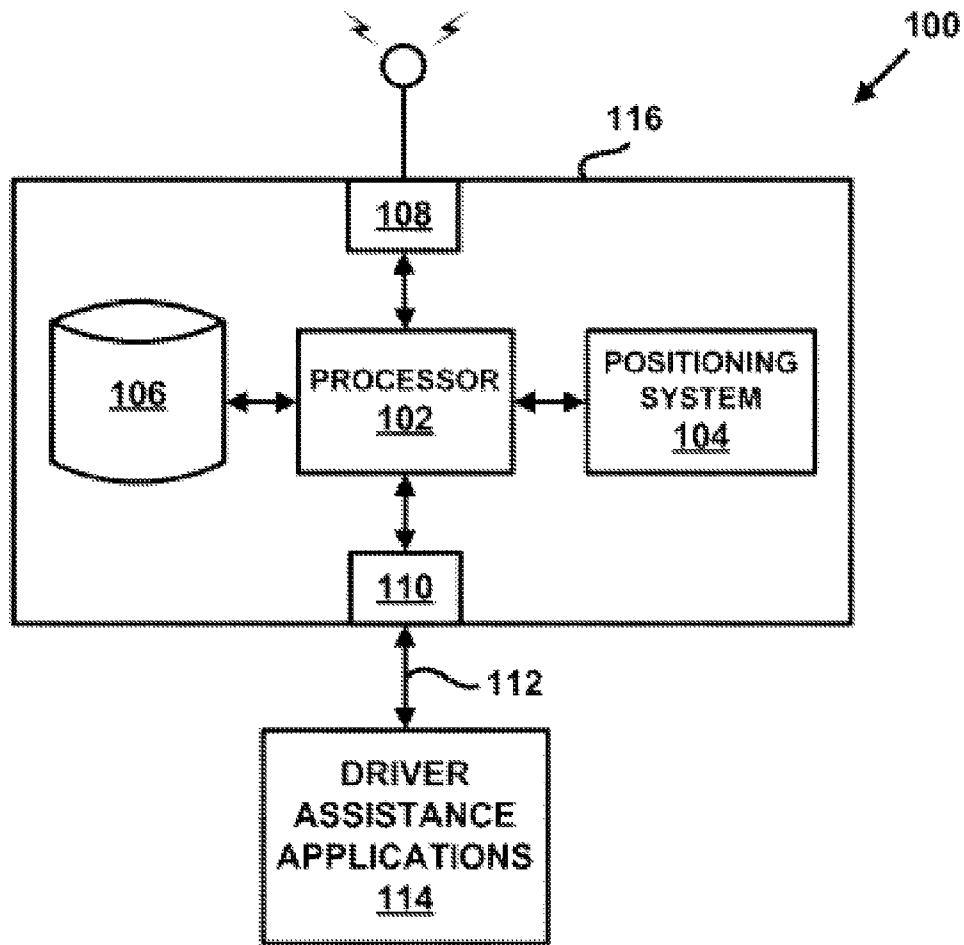 100
116
108
106
PROCESSOR
102
POSITIONING
SYSTEM
104
110
112
DRIVER
ASSISTANCE
APPLICATIONS
114